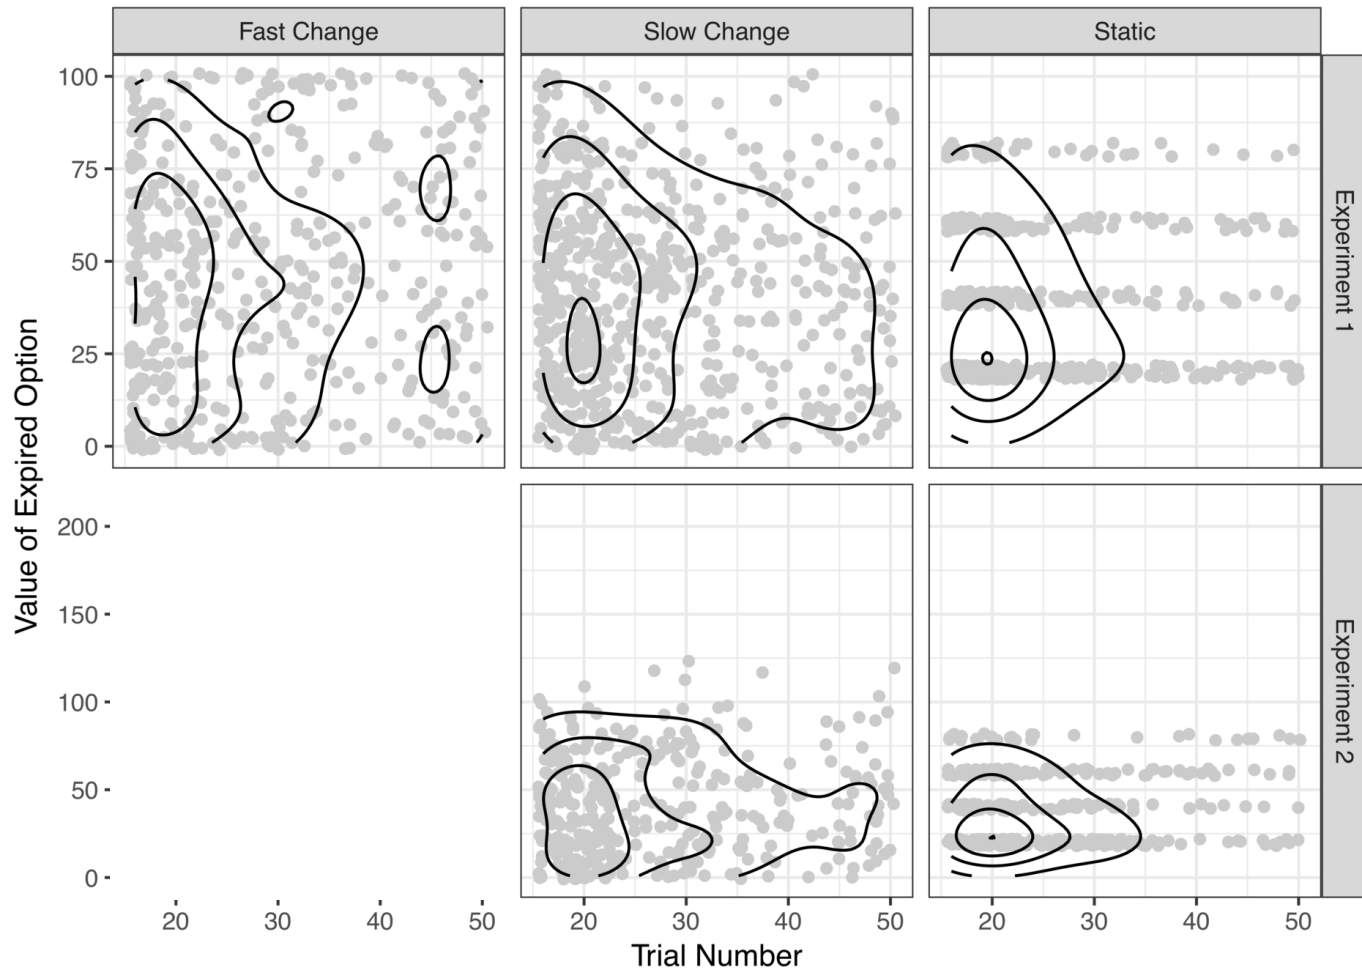 Fast Change
Slow Change
Static
Experiment 1
Experiment 2
Value of Expired Option
100
75
50
25
0
200
150
100
50
0
20 30 40 50
20 30 40 50
20 30 40 50
Trial Number